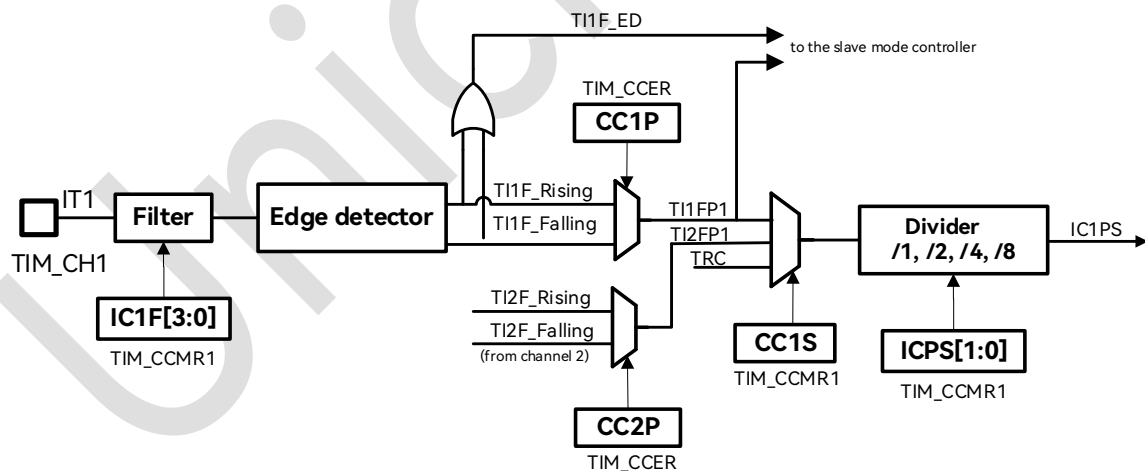 TI1F_ED
to the slave mode controller
TIM_CCER
CC1P
IT1
Filter
Edge detector
TI1F_Rising
TI1F_Falling
TI1FP1
TI2FP1
TRC
Divider
/1, /2, /4, /8
IC1PS
TIM_CH1
IC1F[3:0]
TIM_CCMR1
TI2F_Rising
TI2F_Falling
(from channel 2)
CC1S
TIM_CCMR1
ICPS[1:0]
TIM_CCMR1
CC2P
TIM_CCER